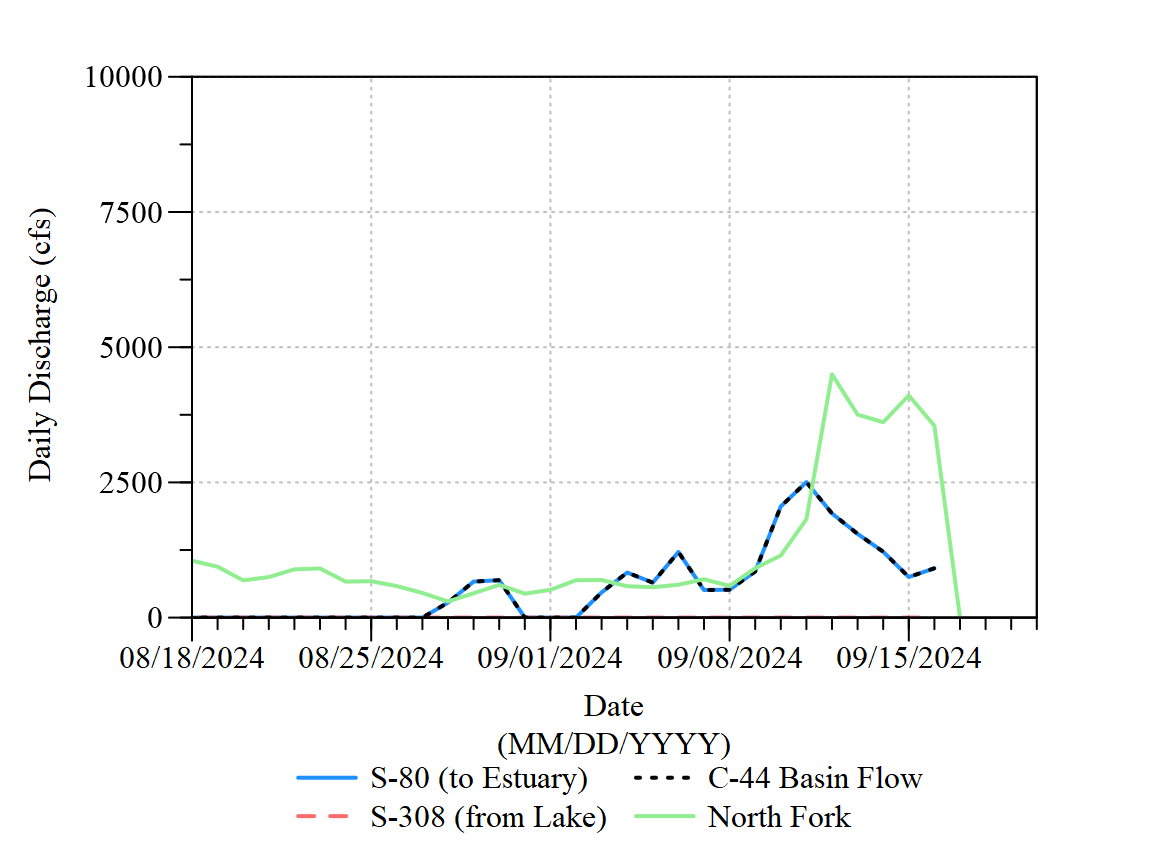 10000
7500
5000
2500
0
Daily Discharge (cfs)
08/18/2024 08/25/2024 09/01/2024 09/08/2024 09/15/2024
Date
(MM/DD/YYYY)
S-80 (to Estuary) C-44 Basin Flow
S-308 (from Lake) North Fork